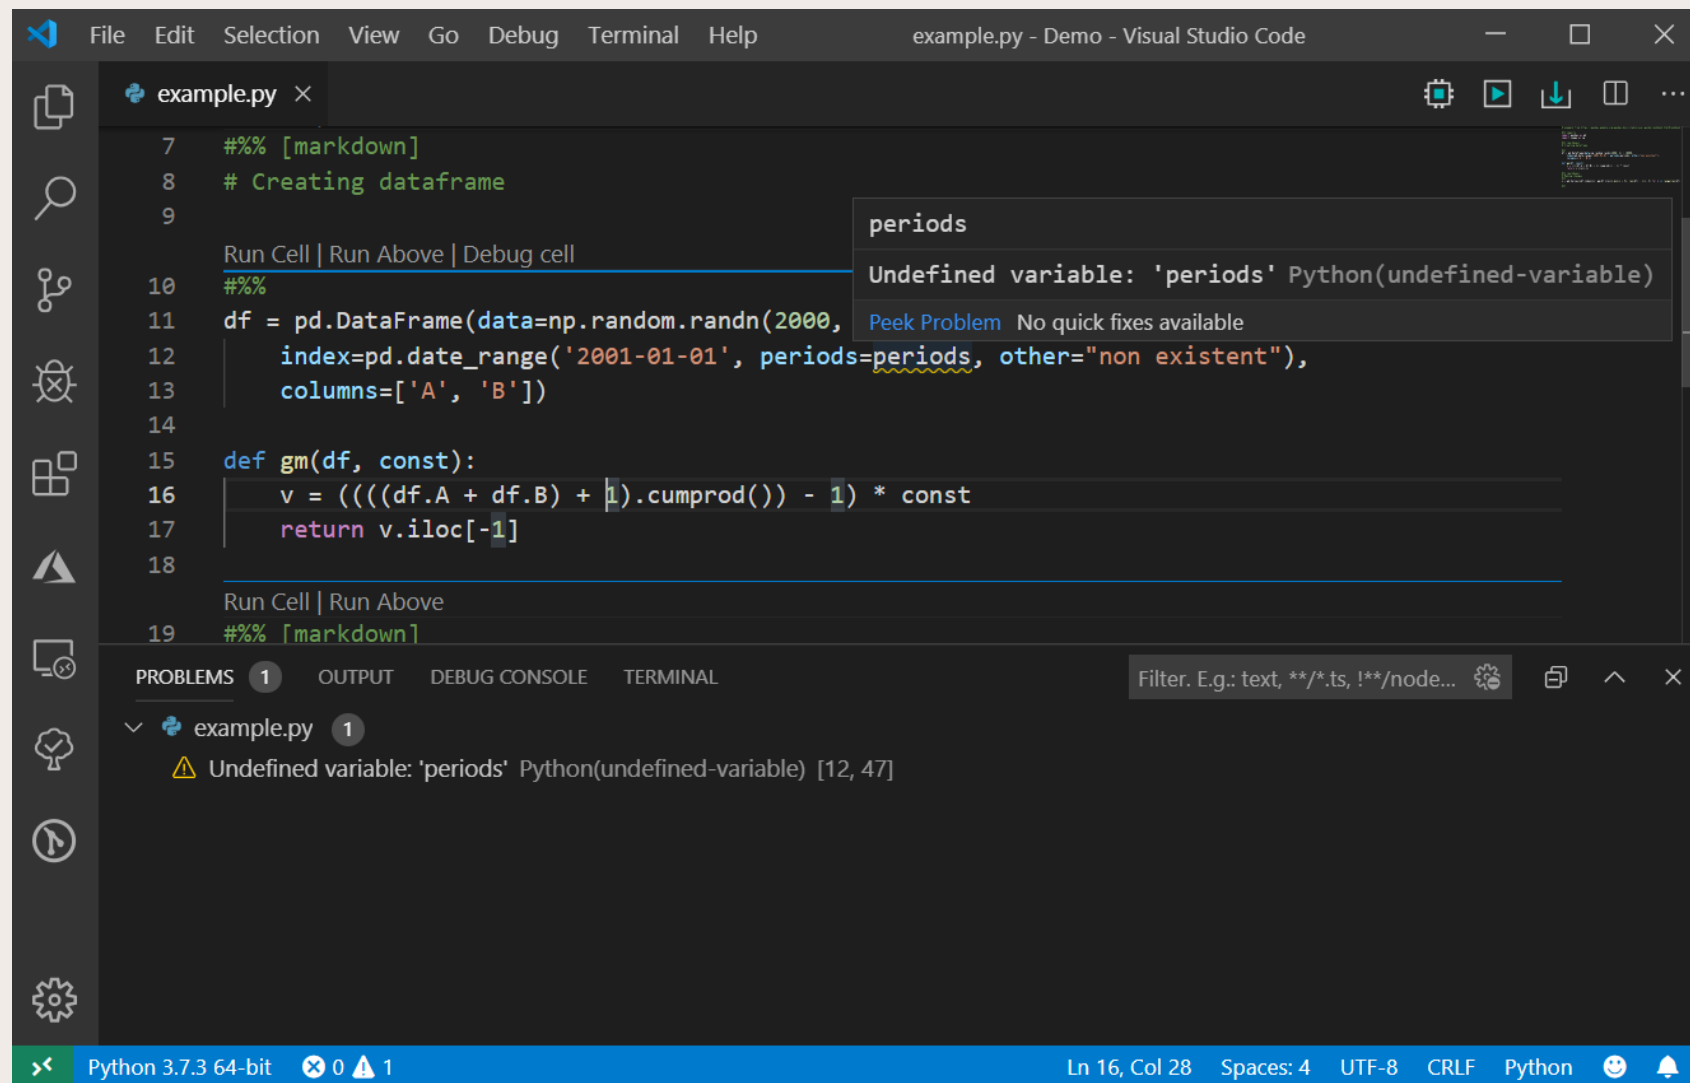 File Edit Selection View Go Debug Terminal Help example.py - Demo - Visual Studio Code
example.py
7 #%% [markdown]
8 # Creating dataframe
9
periods
Undefined variable: 'periods' Python(undefined-variable)
Peek Problem No quick fixes available
Run Cell | Run Above | Debug cell
10 #%%
11 df = pd.DataFrame(data=np.random.randn(2000,
12 index=pd.date_range('2001-01-01', periods=periods, other="non existent"),
13 columns=['A', 'B'])
14
15 def gm(df, const):
16 v = ((((df.A + df.B) + 1).cumprod()) - 1) * const
17 return v.iloc[-1]
18
Run Cell | Run Above
19 #%% [markdown]
PROBLEMS 1 OUTPUT DEBUG CONSOLE TERMINAL Filter. E.g.: text, **/*.ts, !**/node...
example.py 1
Undefined variable: 'periods' Python(undefined-variable) [12, 47]
Python 3.7.3 64-bit 0 1 Ln 16, Col 28 Spaces: 4 UTF-8 CRLF Python